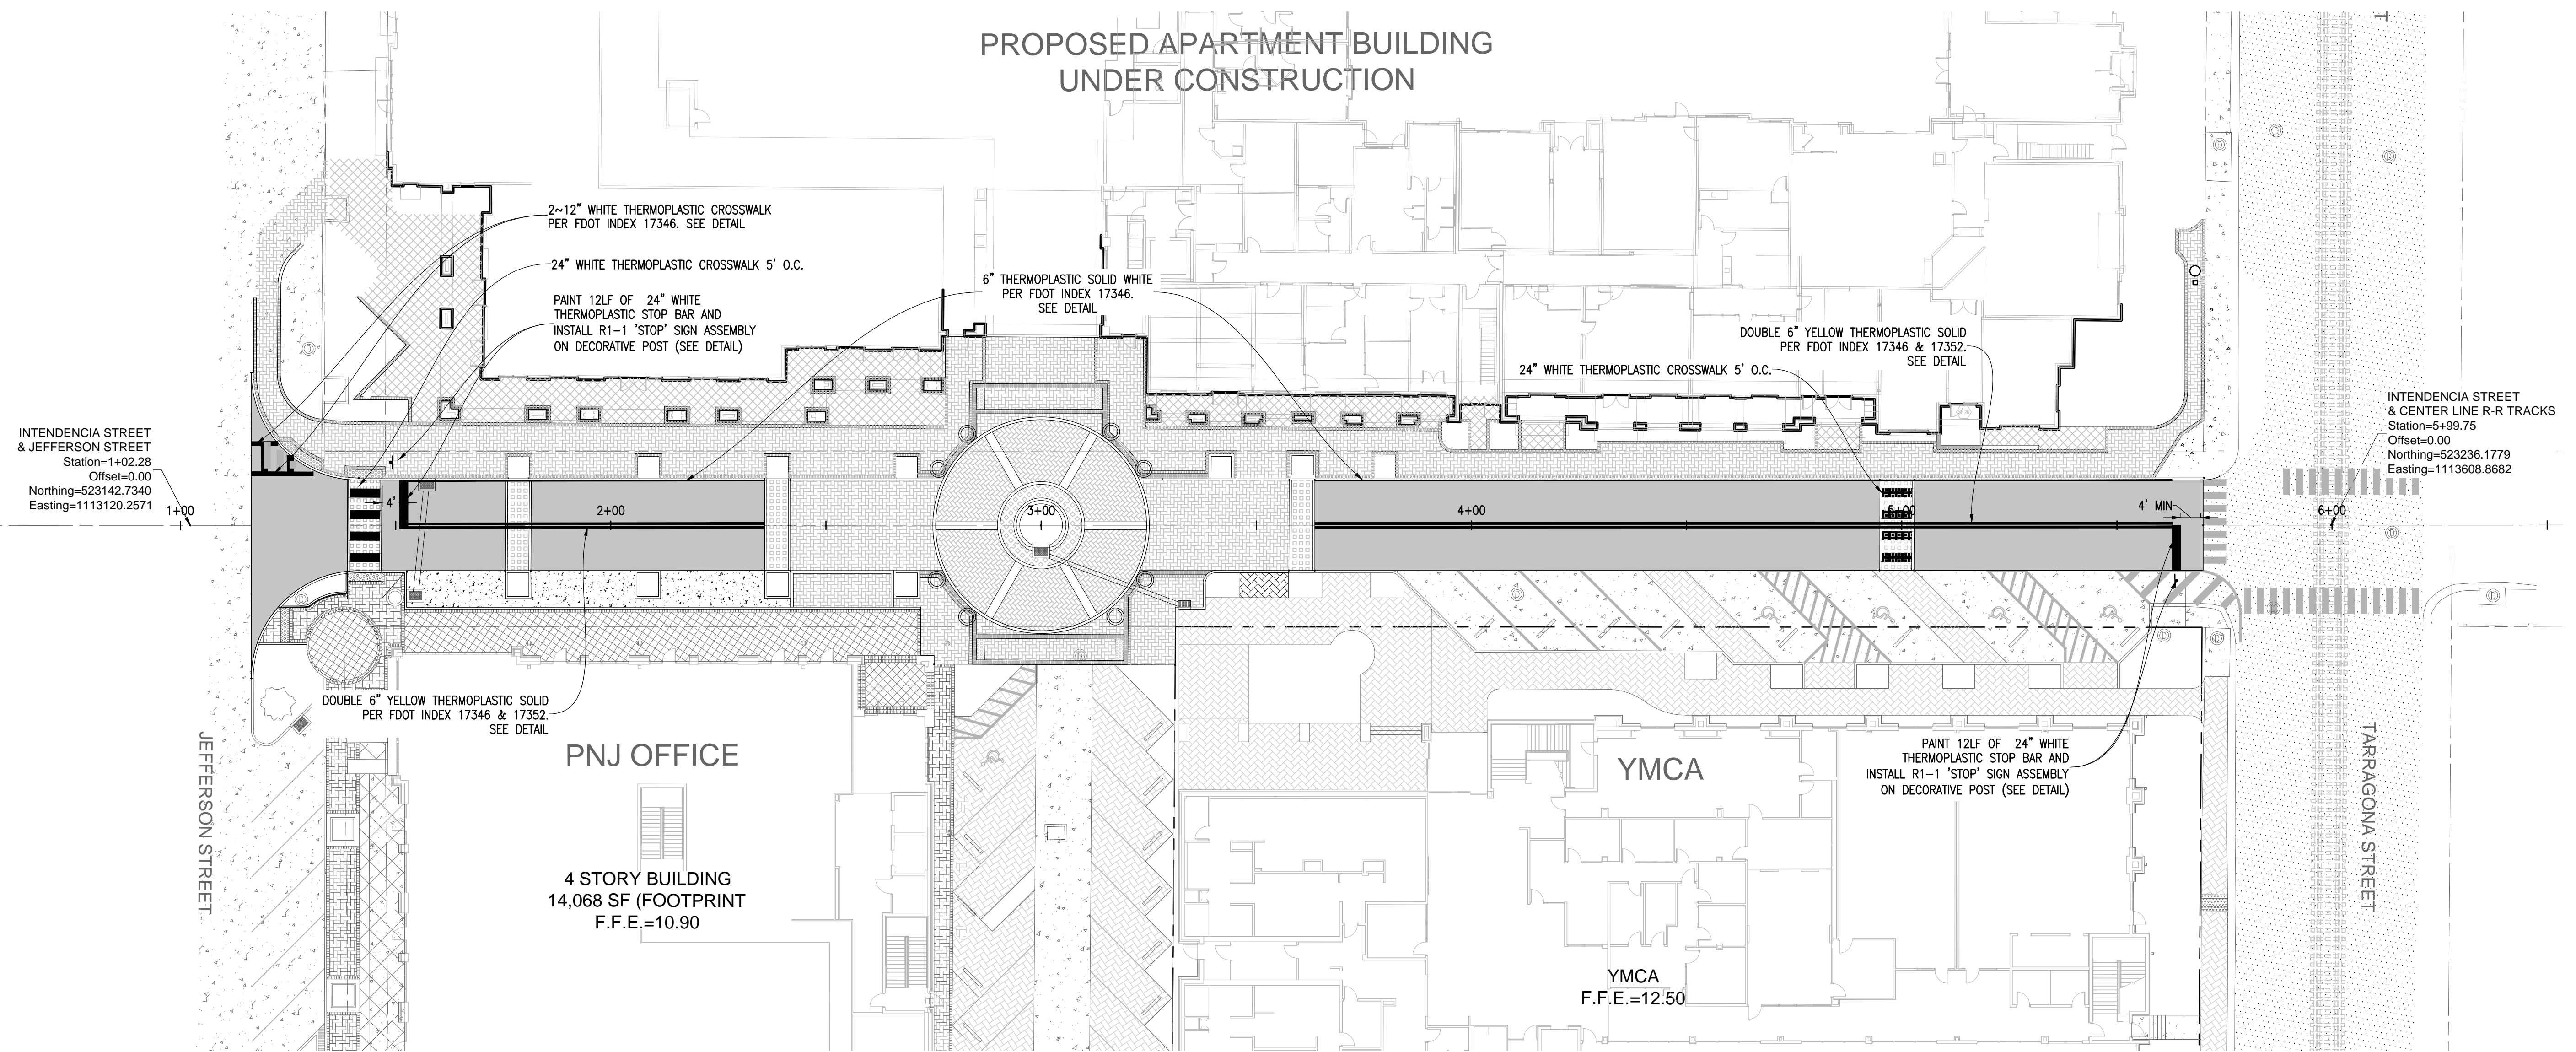 PROPOSED APARTMENT BUILDING
UNDER CONSTRUCTION
2~12" WHITE THERMOPLASTIC CROSSWALK
PER FDOT INDEX 17346. SEE DETAIL
24" WHITE THERMOPLASTIC CROSSWALK 5' O.C.
PAINT 12LF OF 24" WHITE
THERMOPLASTIC STOP BAR AND
INSTALL R1-1 'STOP' SIGN ASSEMBLY
ON DECORATIVE POST (SEE DETAIL)
6" THERMOPLASTIC SOLID WHITE
PER FDOT INDEX 17346.
SEE DETAIL
DOUBLE 6" YELLOW THERMOPLASTIC SOLID
PER FDOT INDEX 17346 & 17352.
SEE DETAIL
24" WHITE THERMOPLASTIC CROSSWALK 5' O.C.
INTENDENCIA STREET
& JEFFERSON STREET
Station=1+02.28
Offset=0.00
Northing=523142.7340
Easting=1113120.2571
INTENDENCIA STREET
& CENTER LINE R-R TRACKS
Station=5+99.75
Offset=0.00
Northing=523236.1779
Easting=1113608.8682
1+00
4'
2+00
3+00
4+00
5+00
4' MIN
6+00
DOUBLE 6" YELLOW THERMOPLASTIC SOLID
PER FDOT INDEX 17346 & 17352.
SEE DETAIL
JEFFERSON STREET
PNJ OFFICE
4 STORY BUILDING
14,068 SF (FOOTPRINT
F.F.E.=10.90
YMCA
YMCA
F.F.E.=12.50
PAINT 12LF OF 24" WHITE
THERMOPLASTIC STOP BAR AND
INSTALL R1-1 'STOP' SIGN ASSEMBLY
ON DECORATIVE POST (SEE DETAIL)
TARRAGONA STREET